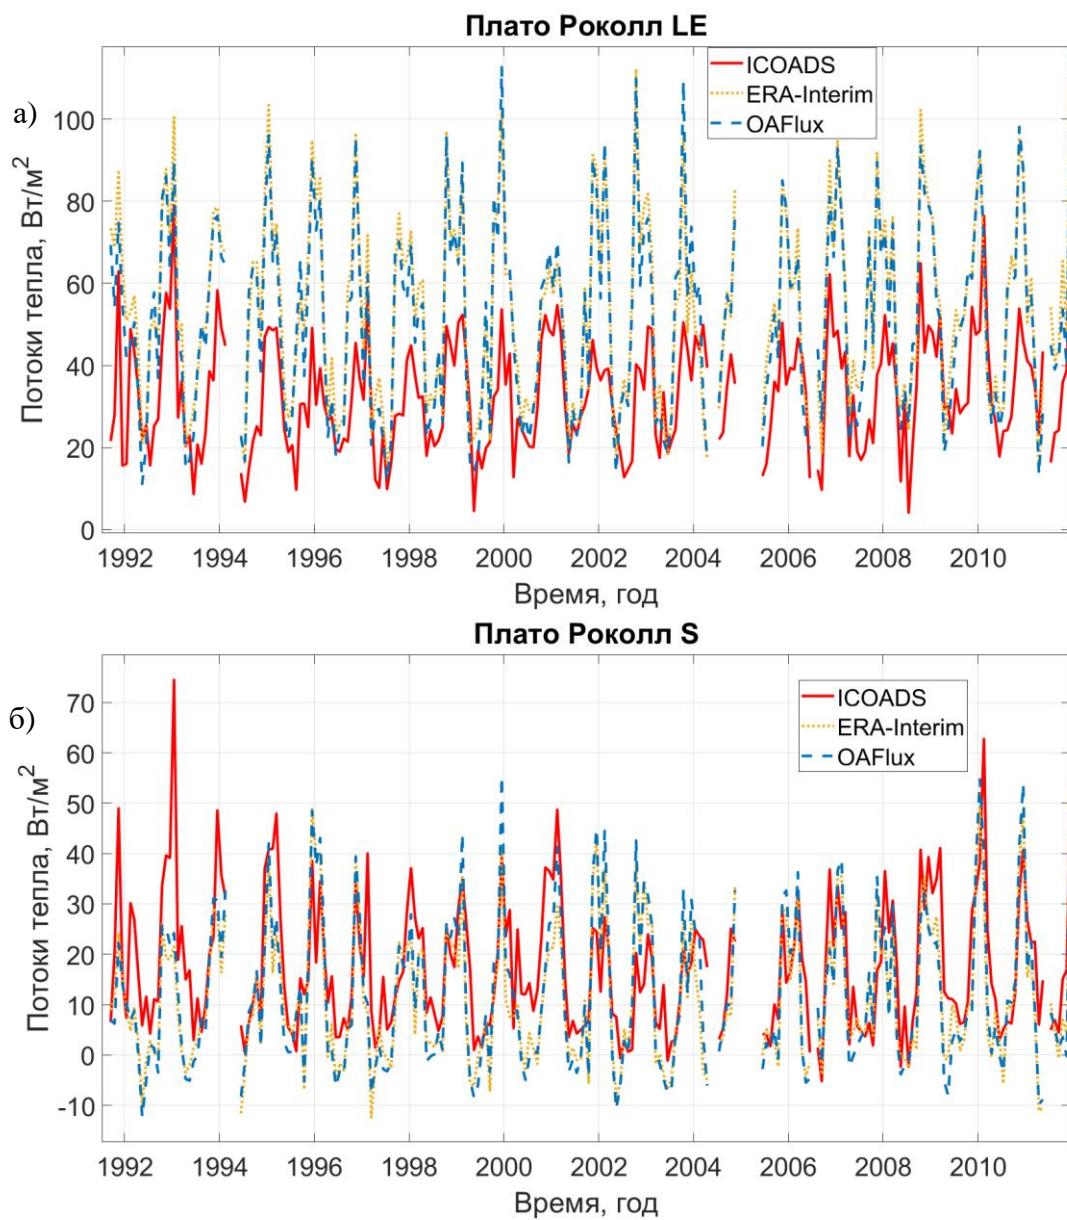 Плато Роколл LE
а)
ICOADS
ERA-Interim
OAFlux
Потоки тепла, Вт/м²
100
80
60
40
20
0
1992 1994 1996 1998 2000 2002 2004 2006 2008 2010
Время, год
Плато Роколл S
б)
ICOADS
ERA-Interim
OAFlux
Потоки тепла, Вт/м²
70
60
50
40
30
20
10
0
-10
1992 1994 1996 1998 2000 2002 2004 2006 2008 2010
Время, год